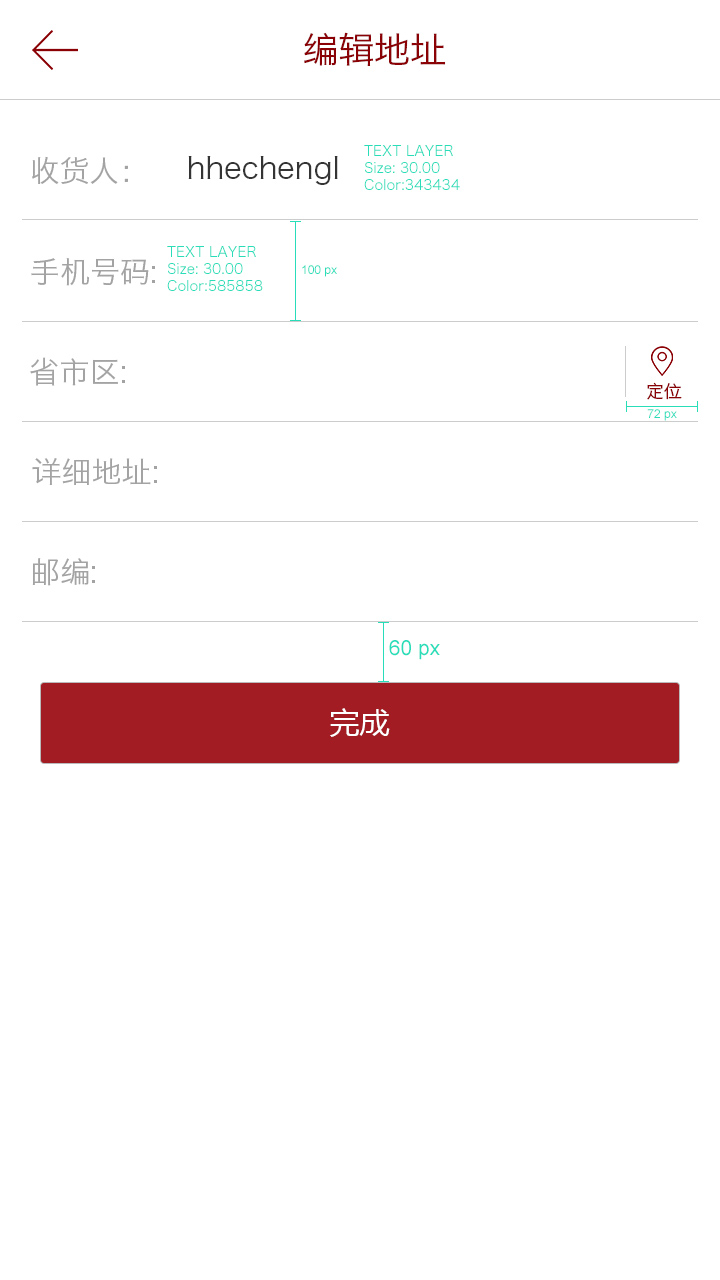 编辑地址
收货人: hhechengl
TEXT LAYER
Size: 30.00
Color:343434
手机号码:
TEXT LAYER
Size: 30.00
Color:585858
100 px
省市区:
定位
72 px
详细地址:
邮编:
60 px
完成